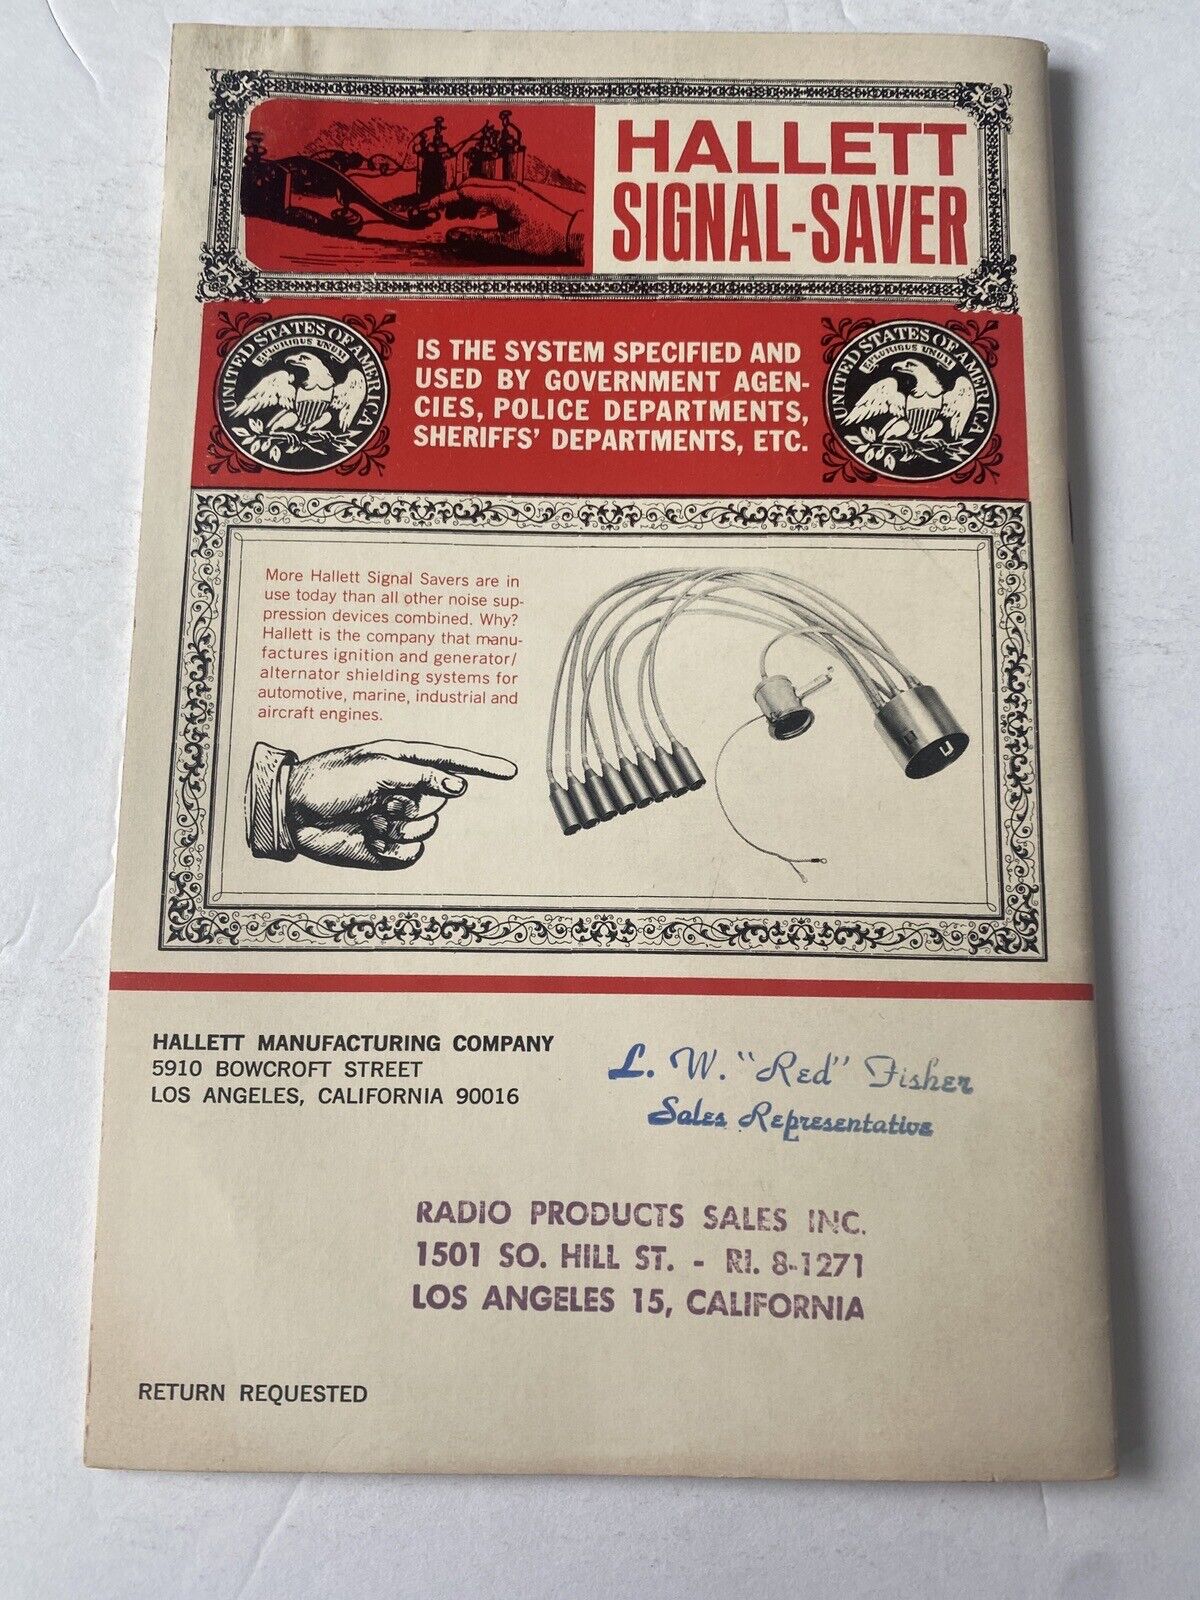 HALLETT
SIGNAL-SAVER
UNITED STATES OF AMERICA
E PLURIBUS UNUM
IS THE SYSTEM SPECIFIED AND
USED BY GOVERNMENT AGEN-
CIES, POLICE DEPARTMENTS,
SHERIFFS' DEPARTMENTS, ETC.
UNITED STATES OF AMERICA
E PLURIBUS UNUM
More Hallett Signal Savers are in
use today than all other noise sup-
pression devices combined. Why?
Hallett is the company that manu-
factures ignition and generator/
alternator shielding systems for
automotive, marine, industrial and
aircraft engines.
HALLETT MANUFACTURING COMPANY
5910 BOWCROFT STREET
LOS ANGELES, CALIFORNIA 90016
L. W. "Red" Fisher
Sales Representative
RADIO PRODUCTS SALES INC.
1501 SO. HILL ST. - RI. 8-1271
LOS ANGELES 15, CALIFORNIA
RETURN REQUESTED